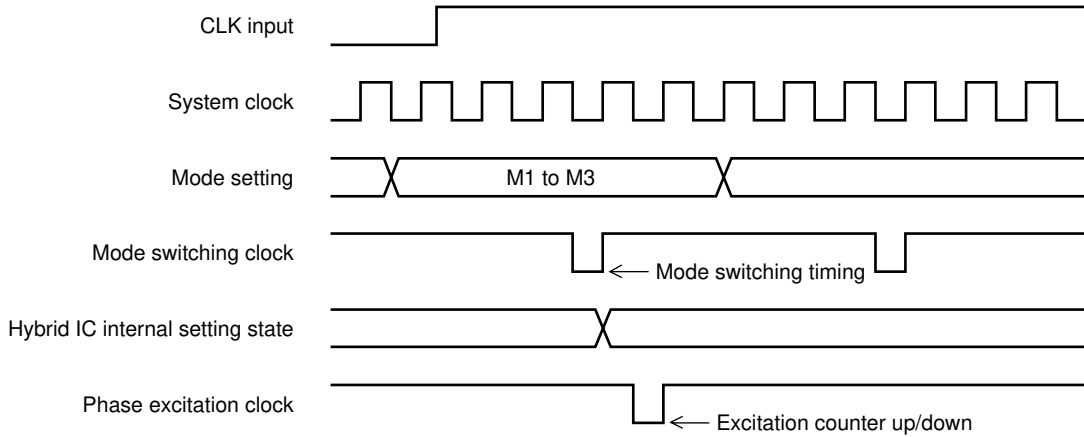 CLK input
System clock
Mode setting
M1 to M3
Mode switching clock
Mode switching timing
Hybrid IC internal setting state
Phase excitation clock
Excitation counter up/down